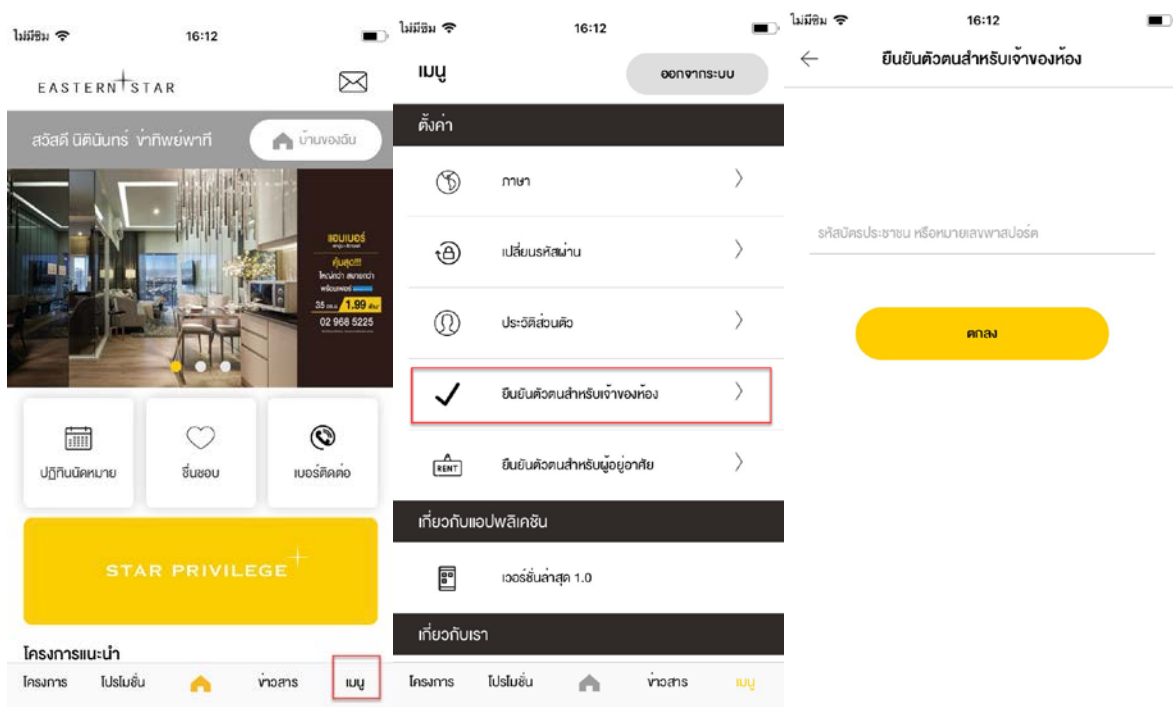 ไม่มีซิม
16:12
EASTERN STAR
สวัสดี นิตินันทร์ ขำทิพย์พาที
บ้านของฉัน
แอมเบอร์
คุ้มสุด!!!
ใหญ่กว่า สบายกว่า
35
1.99
02 968 5225
ปฏิทินนัดหมาย
ชื่นชอบ
เบอร์ติดต่อ
STAR PRIVILEGE
โครงการแนะนำ
โครงการ
โปรโมชั่น
ข่าวสาร
เมนู
ไม่มีซิม
16:12
เมนู
ออกจากระบบ
ตั้งค่า
ภาษา
เปลี่ยนรหัสผ่าน
ประวัติส่วนตัว
ยืนยันตัวตนสำหรับเจ้าของห้อง
RENT
ยืนยันตัวตนสำหรับผู้อยู่อาศัย
เกี่ยวกับแอปพลิเคชัน
เวอร์ชั่นล่าสุด 1.0
เกี่ยวกับเรา
โครงการ
โปรโมชั่น
ข่าวสาร
เมนู
ไม่มีซิม
16:12
ยืนยันตัวตนสำหรับเจ้าของห้อง
รหัสบัตรประชาชน หรือหมายเลขพาสปอร์ต
ตกลง